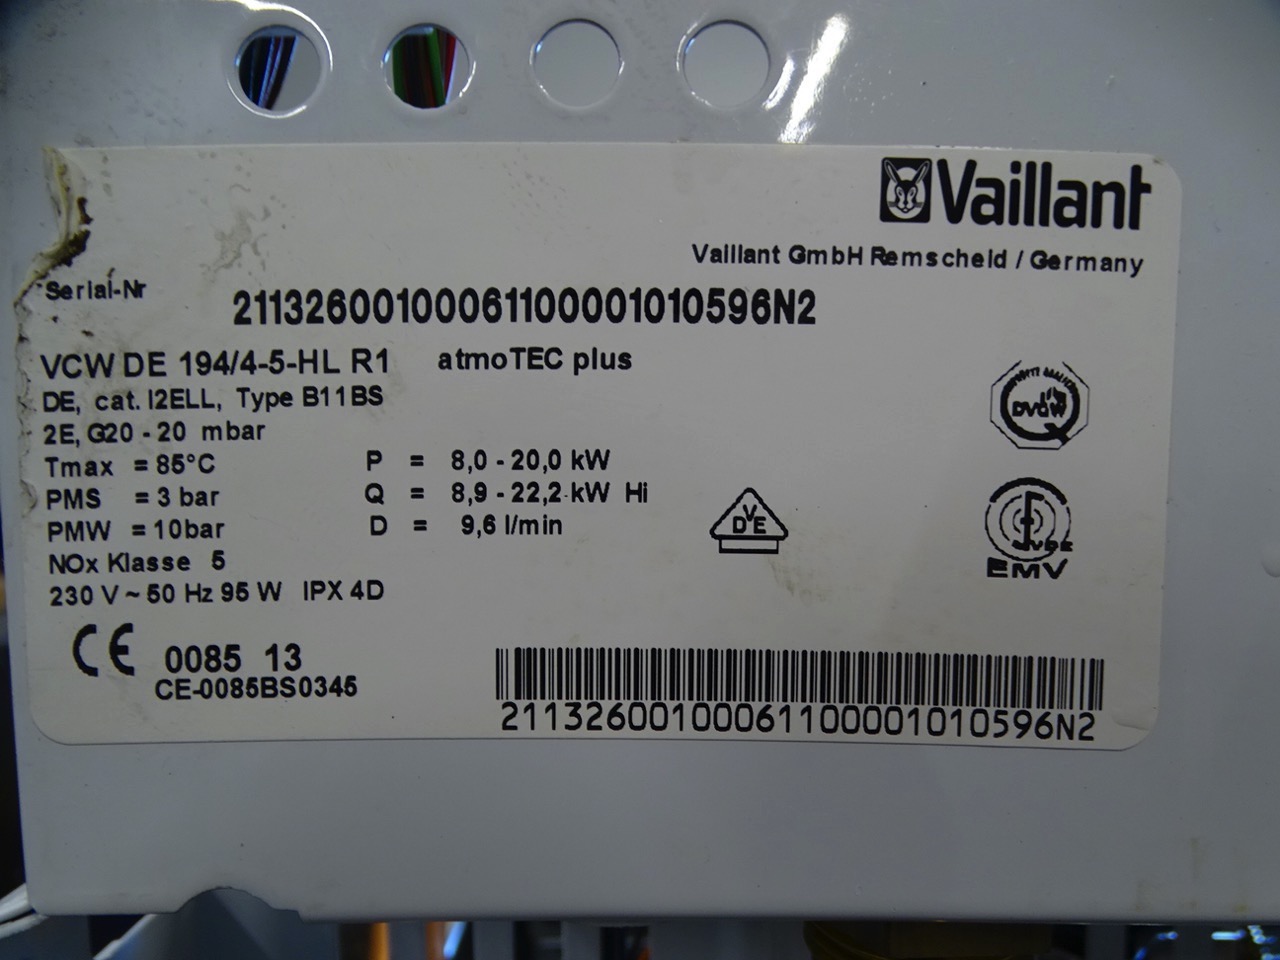 Vaillant
Vaillant GmbH Remscheid / Germany
Serial-Nr
21132600100061100001010596N2
VCW DE 194/4-5-HL R1 atmoTEC plus
DE, cat. I2ELL, Type B11BS
2E, G20 - 20 mbar
Tmax = 85°C P = 8,0 - 20,0 kW
PMS = 3 bar Q = 8,9 - 22,2 kW Hi
PMW = 10bar D = 9,6 l/min
NOx Klasse 5
230 V ~ 50 Hz 95 W IPX 4D
DVGW
VDE
VDE
EMV
CE 0085 13
CE-0085BS0345
21132600100061100001010596N2